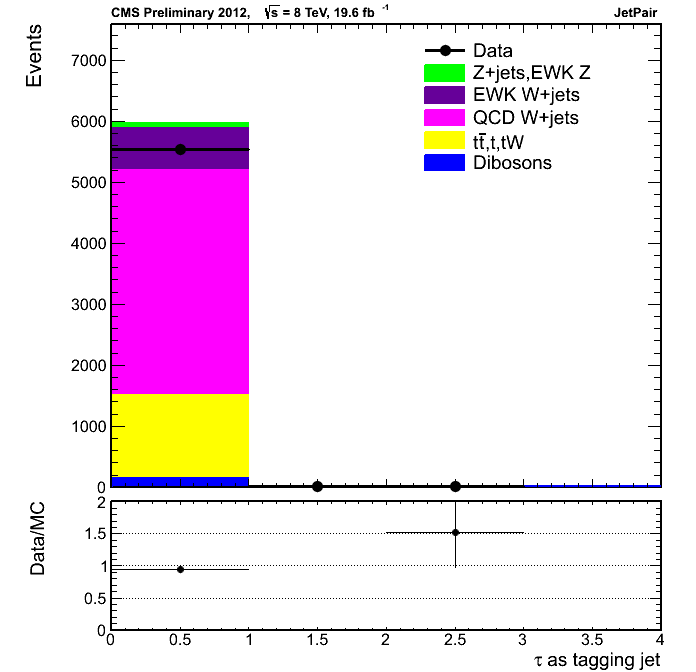 CMS Preliminary 2012, √s = 8 TeV, 19.6 fb -1 JetPair
Events
7000
6000
5000
4000
3000
2000
1000
0
Data
Z+jets,EWK Z
EWK W+jets
QCD W+jets
tt̄,t,tW
Dibosons
Data/MC
2
1.5
1
0.5
0
0 0.5 1 1.5 2 2.5 3 3.5 4
τ as tagging jet